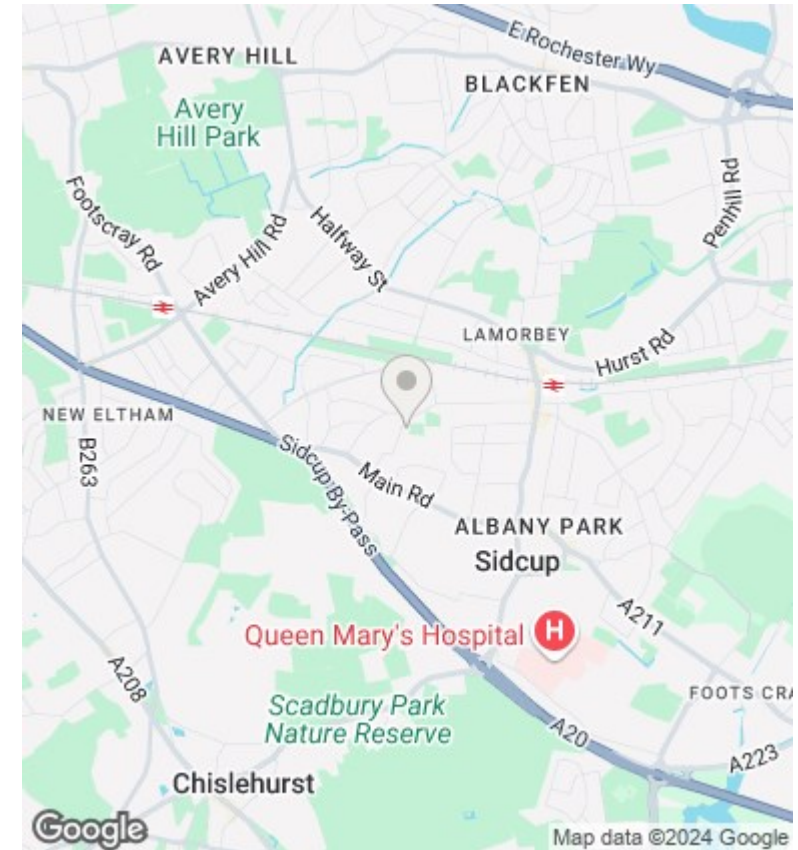 E Rochester Wy
AVERY HILL
BLACKFEN
Avery
Hill Park
Penhill Rd
Footscray Rd
Avery Hill Rd
Halfway St
LAMORBEY
Hurst Rd
NEW ELTHAM
B263
Sidcup By-Pass
Main Rd
ALBANY PARK
Sidcup
A211
Queen Mary's Hospital
H
A208
Scadbury Park
Nature Reserve
FOOTS CRA
A20
A223
Chislehurst
Google
Map data ©2024 Google